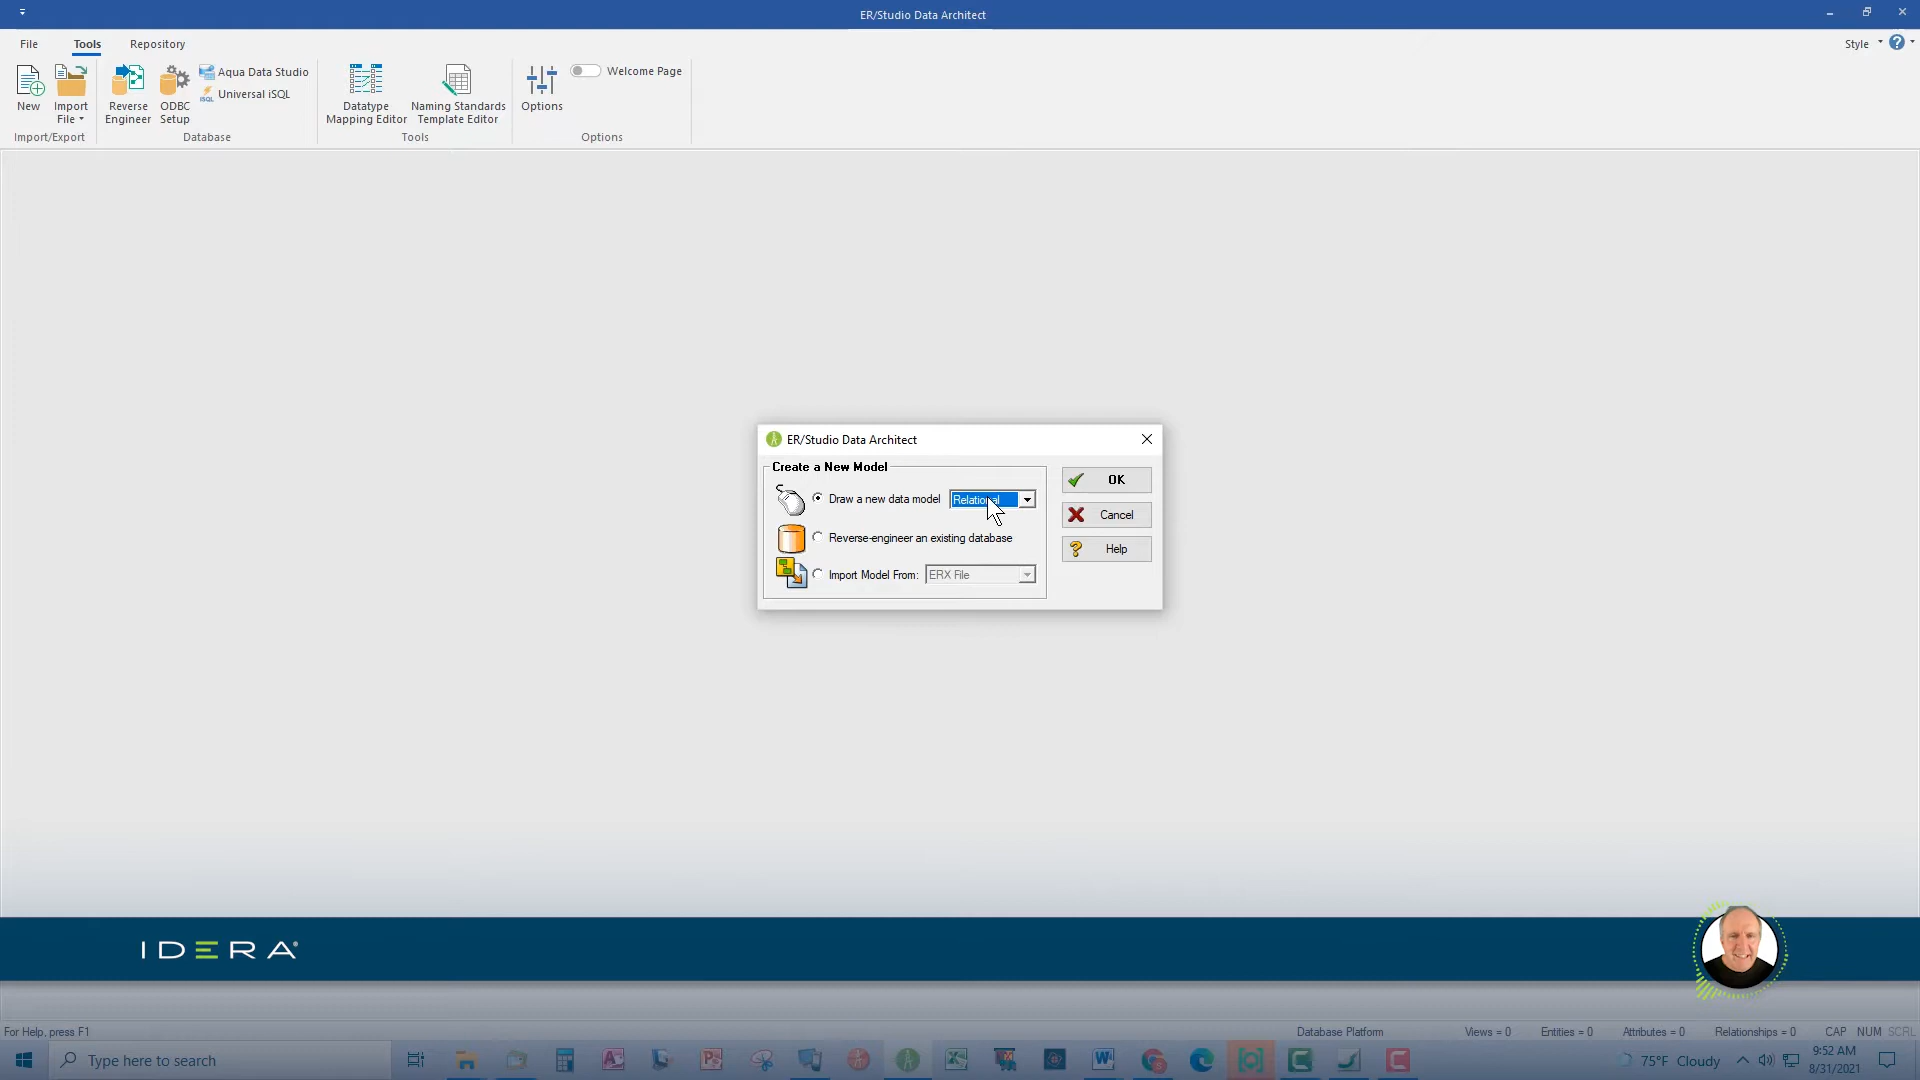 ER/Studio Data Architect
File Tools Repository Style
New
Import File
Reverse Engineer
ODBC Setup
Aqua Data Studio
Universal iSQL
Datatype Mapping Editor
Naming Standards Template Editor
Options
Welcome Page
Import/Export Database Tools Options
ER/Studio Data Architect
Create a New Model
Draw a new data model Relational
Reverse-engineer an existing database
Import Model From: ERX File
OK
Cancel
Help
IDERA®
For Help, press F1 Database Platform Views = 0 Entities = 0 Attributes = 0 Relationships = 0 CAP NUM SCRL
Type here to search
75°F Cloudy
9:52 AM
8/31/2021